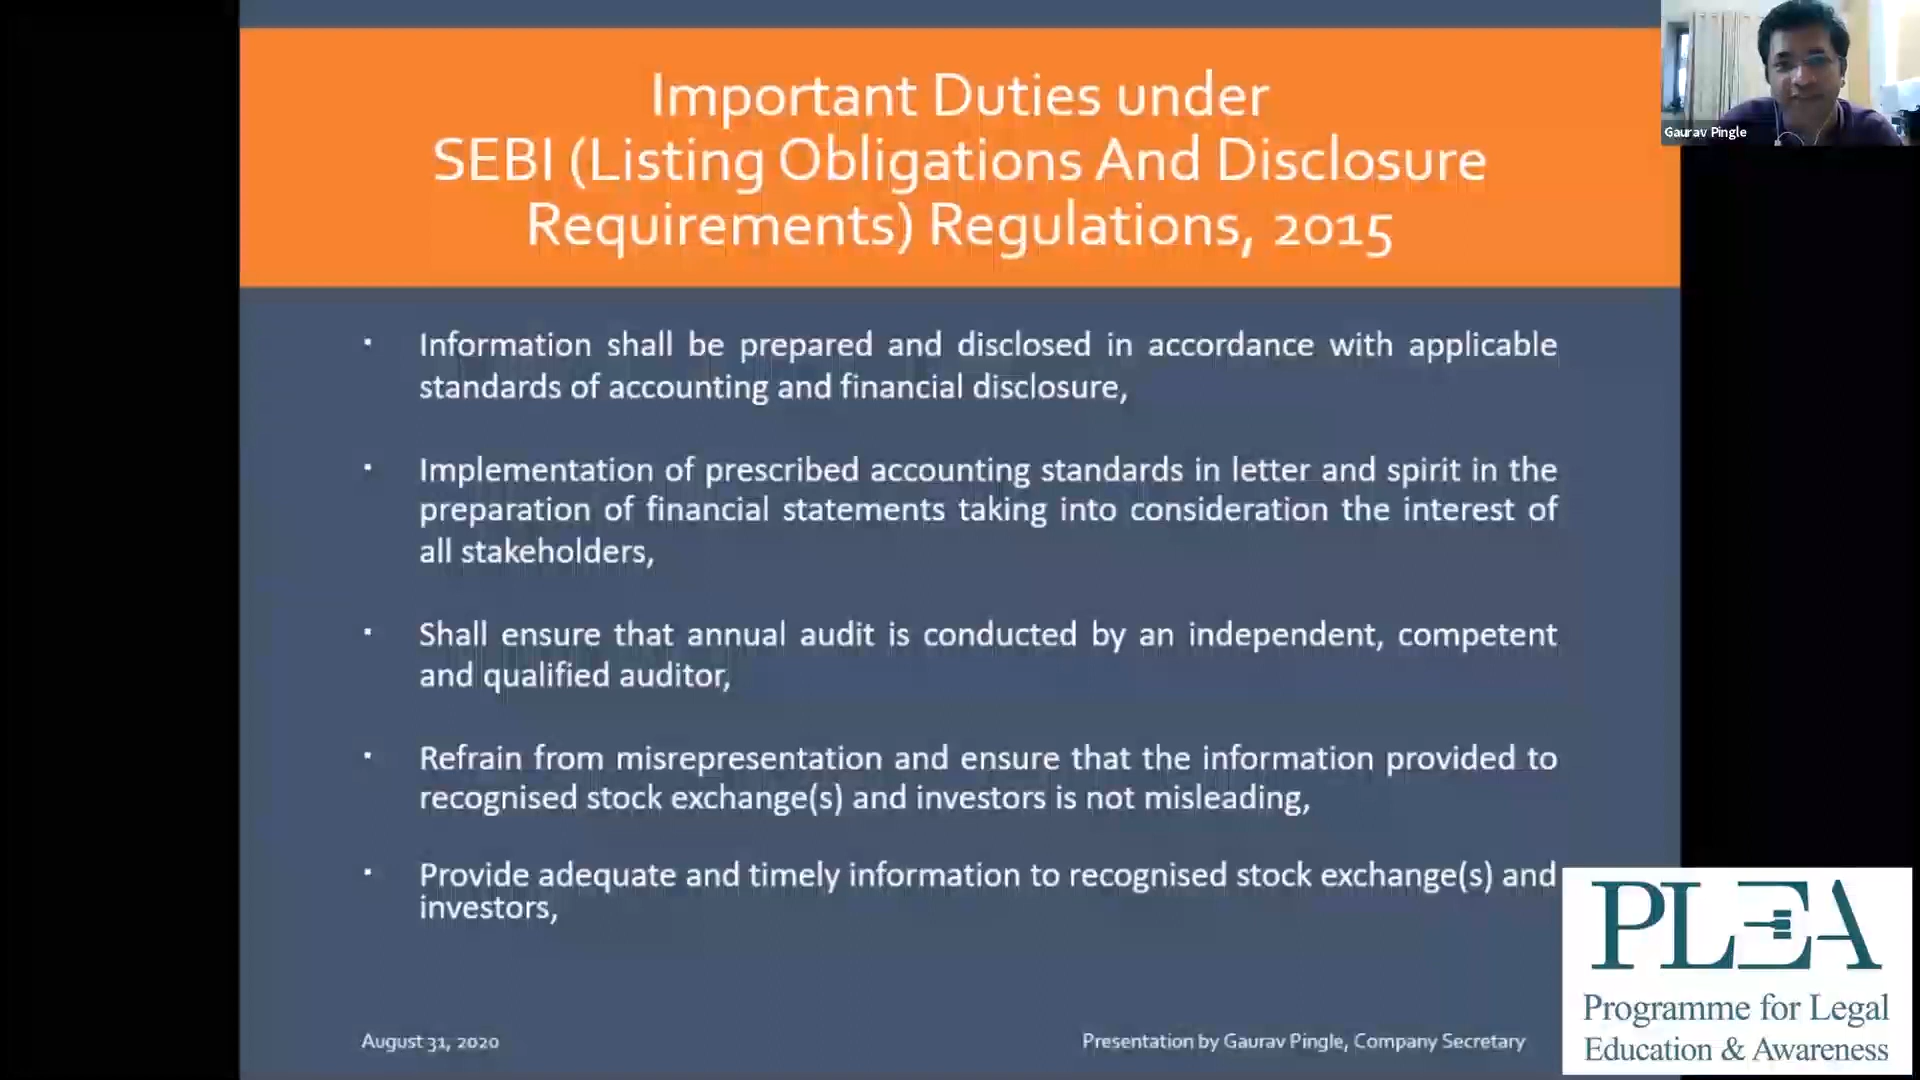 Important Duties under
SEBI (Listing Obligations And Disclosure
Requirements) Regulations, 2015
Gaurav Pingle
Information shall be prepared and disclosed in accordance with applicable
standards of accounting and financial disclosure,
Implementation of prescribed accounting standards in letter and spirit in the
preparation of financial statements taking into consideration the interest of
all stakeholders,
Shall ensure that annual audit is conducted by an independent, competent
and qualified auditor,
Refrain from misrepresentation and ensure that the information provided to
recognised stock exchange(s) and investors is not misleading,
Provide adequate and timely information to recognised stock exchange(s) and
investors,
August 31, 2020
Presentation by Gaurav Pingle, Company Secretary
PLEA
Programme for Legal
Education & Awareness